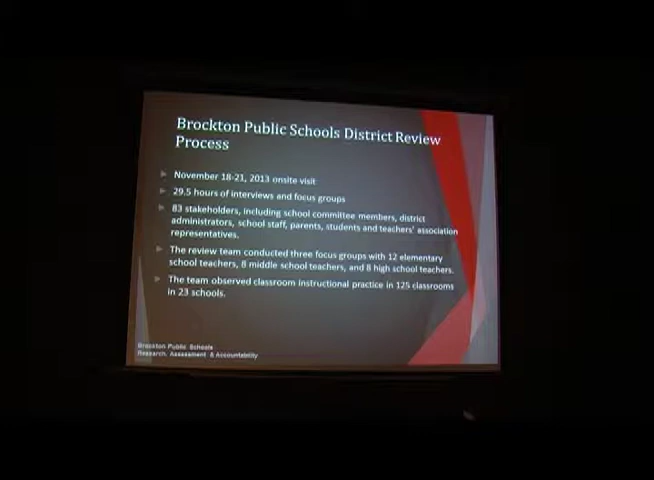 Brockton Public Schools District Review
Process
November 18-21, 2013 onsite visit
29.5 hours of interviews and focus groups
83 stakeholders, including school committee members, district
administrators, school staff, parents, students and teachers' association
representatives.
The review team conducted three focus groups with 12 elementary
school teachers, 8 middle school teachers, and 8 high school teachers.
The team observed classroom instructional practice in 125 classrooms
in 23 schools.
Brockton Public Schools
Research, Assessment & Accountability